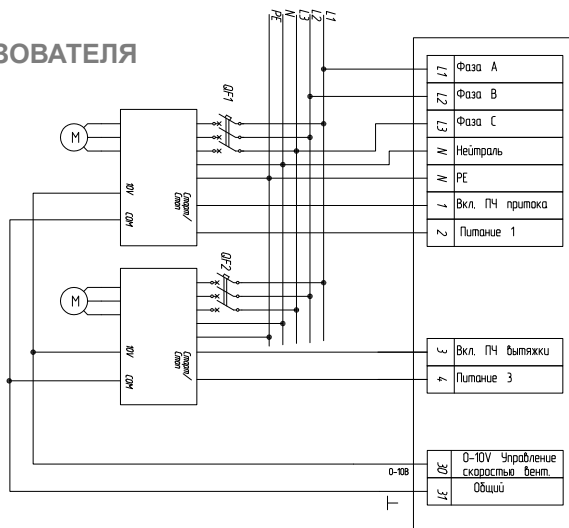 ЗОВАТЕЛЯ
PE
N
L3
L2
L1
QF1
M
10V
COM
Старт/
Стоп
L1 Фаза А
L2 Фаза В
L3 Фаза С
N Нейтраль
N PE
1 Вкл. ПЧ притока
2 Питание 1
QF2
M
10V
COM
Старт/
Стоп
3 Вкл. ПЧ вытяжки
4 Питание 3
0-10В
30 0-10V Управление
скоростью вент.
31 Общий